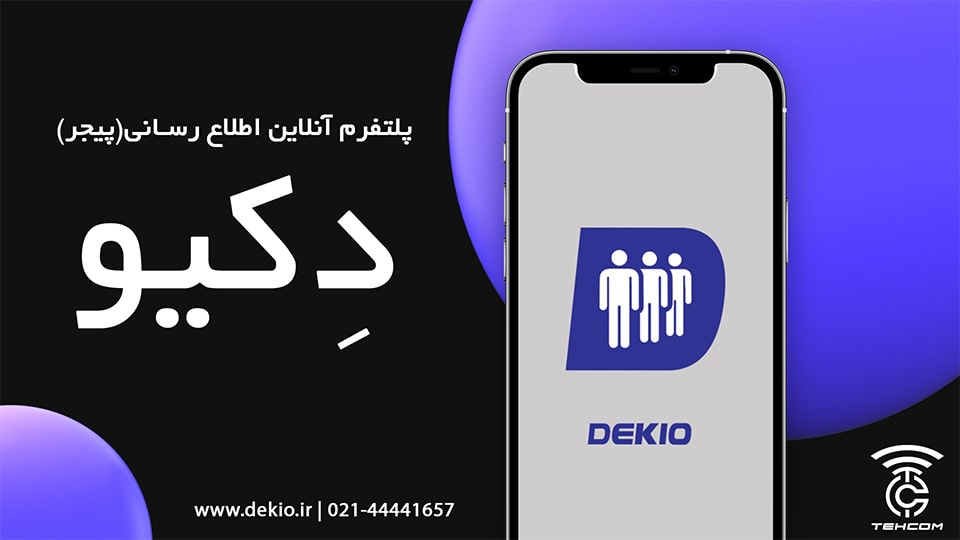 پلتفرم آنلاین اطلاع رسانی(پیجر)
دِکیو
DEKIO
www.dekio.ir | 021-44441657
TEHCOM